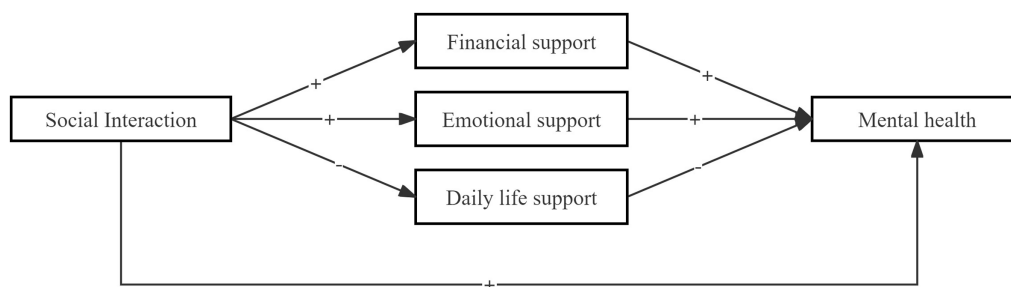 Financial support
+
+
Social Interaction
+
Emotional support
+
Mental health
-
-
Daily life support
+